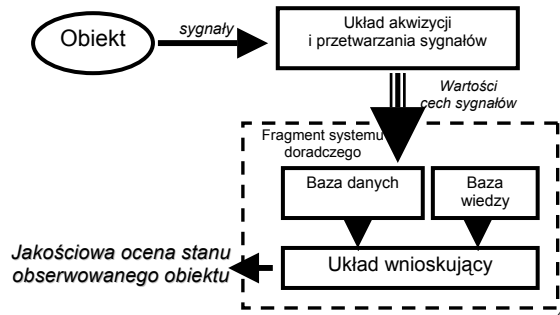 Obiekt
sygnały
Układ akwizycji
i przetwarzania sygnałów
Wartości
cech sygnałów
Fragment systemu
doradczego
Baza danych
Baza
wiedzy
Układ wnioskujący
Jakościowa ocena stanu
obserwowanego obiektu